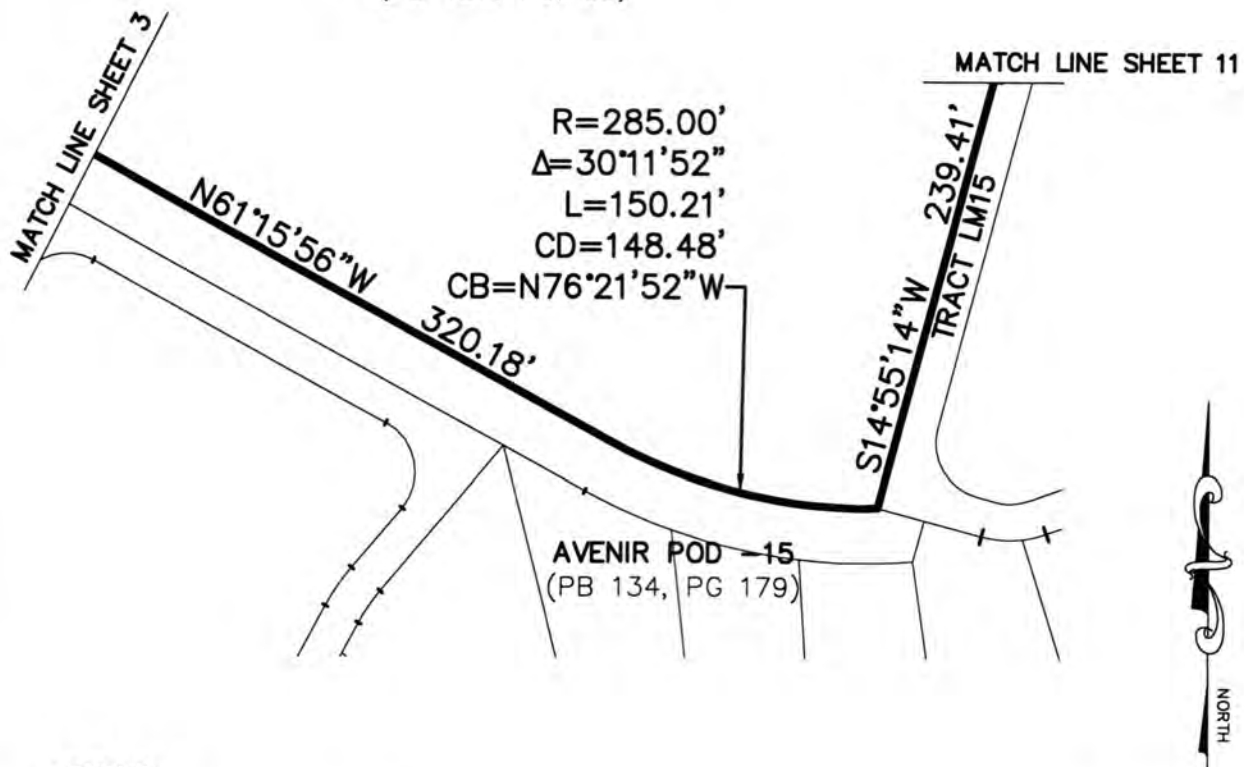 MATCH LINE SHEET 3
MATCH LINE SHEET 11
R=285.00'
Δ=30°11'52"
L=150.21'
CD=148.48'
CB=N76°21'52"W
N61°15'56"W
320.18'
S14°55'14"W
239.41'
TRACT LM15
AVENIR POD -15
(PB 134, PG 179)
NORTH